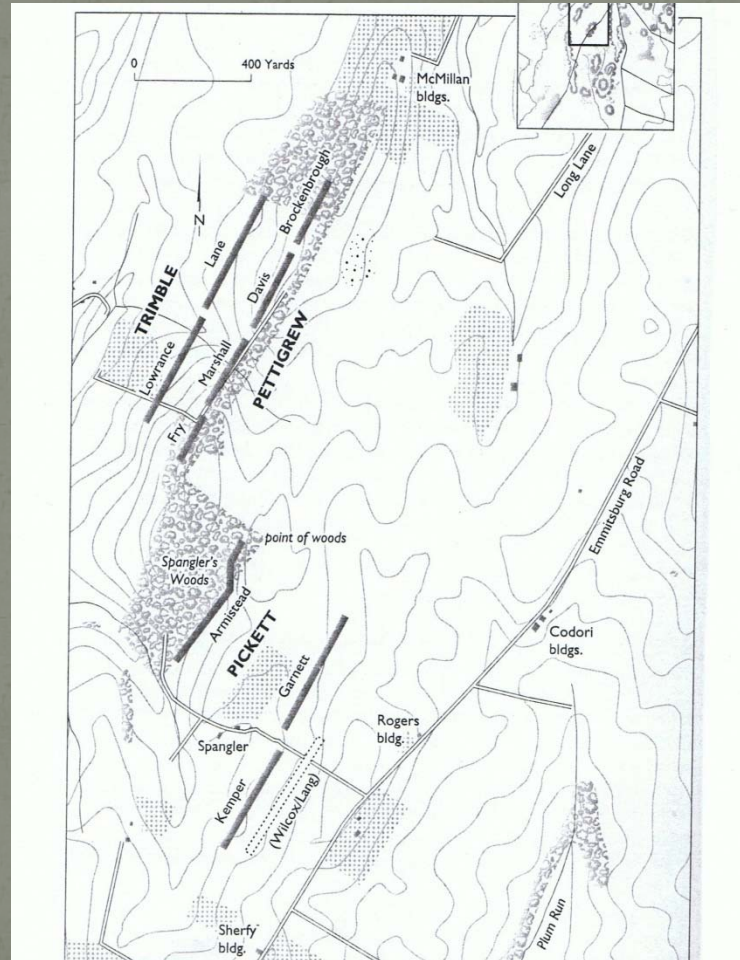 0 400 Yards
McMillan
bldgs.
Long Lane
N
Brockenbrough
Lane
Davis
TRIMBLE
PETTIGREW
Marshall
Lowrance
Fry
Emmitsburg Road
point of woods
Spangler's
Woods
Armistead
PICKETT
Garnett
Codori
bldgs.
Rogers
bldg.
Spangler
Kemper
(Wilcox/Lang)
Sherfy
bldg.
Plum Run